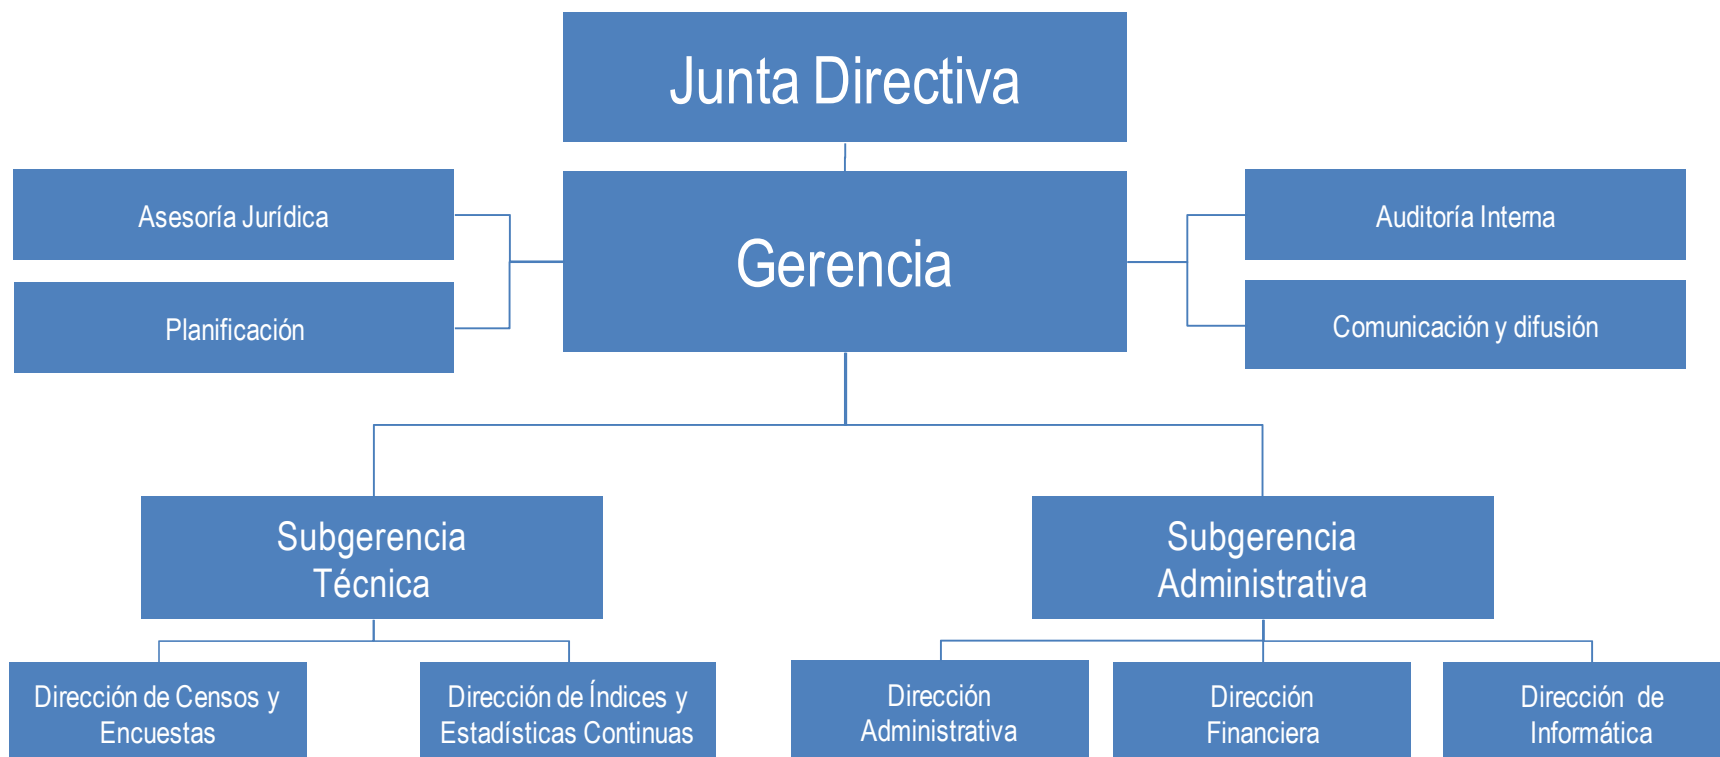 Junta Directiva
Asesoría Jurídica
Gerencia
Auditoría Interna
Planificación
Comunicación y difusión
Subgerencia
Técnica
Subgerencia
Administrativa
Dirección de Censos y
Encuestas
Dirección de Índices y
Estadísticas Continuas
Dirección
Administrativa
Dirección
Financiera
Dirección de
Informática